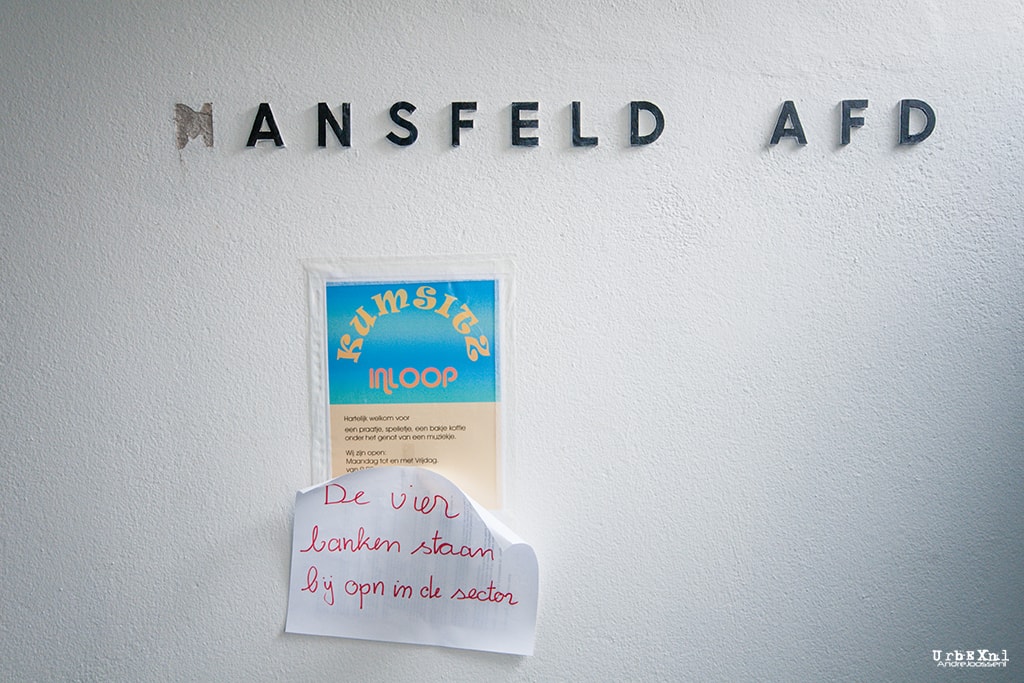 MANSFELD AFD
KUMSITZ
INLOOP
Hartelijk welkom voor
een praatje, spelletje, een bakje koffie
onder het genot van een muziekje.
Wij zijn open:
Maandag tot en met Vrijdag.
van
De vier
banken staan
bij opn in de sector
UrbEXnl
AndreJoosse.nl